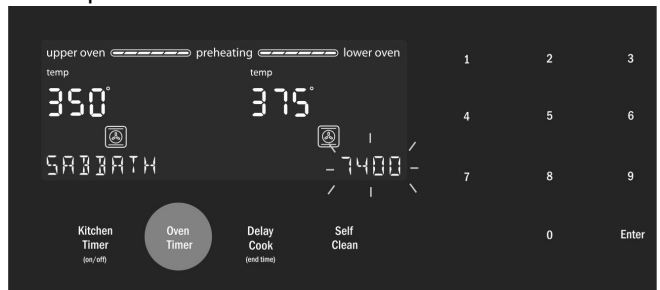 upper oven preheating lower oven
temp temp
350° 375°
SABBATH 7400
1 2 3
4 5 6
7 8 9
0 Enter
Kitchen Timer (on/off)
Oven Timer
Delay Cook (end time)
Self Clean